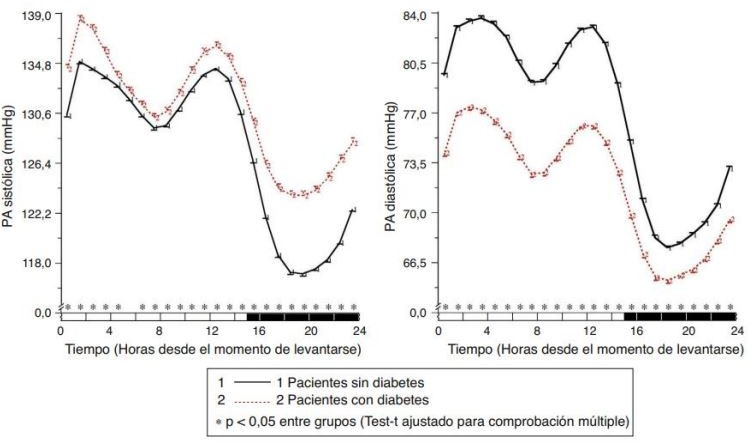 139,0
134,8
130,6
126,4
122,2
118,0
0,0
PA sistólica (mmHg)
0 4 8 12 16 20 24
Tiempo (Horas desde el momento de levantarse)
84,0
80,5
77,0
73,5
70,0
66,5
0,0
PA diastólica (mmHg)
0 4 8 12 16 20 24
Tiempo (Horas desde el momento de levantarse)
1 1 Pacientes sin diabetes
2 2 Pacientes con diabetes
* p < 0,05 entre grupos (Test-t ajustado para comprobación múltiple)